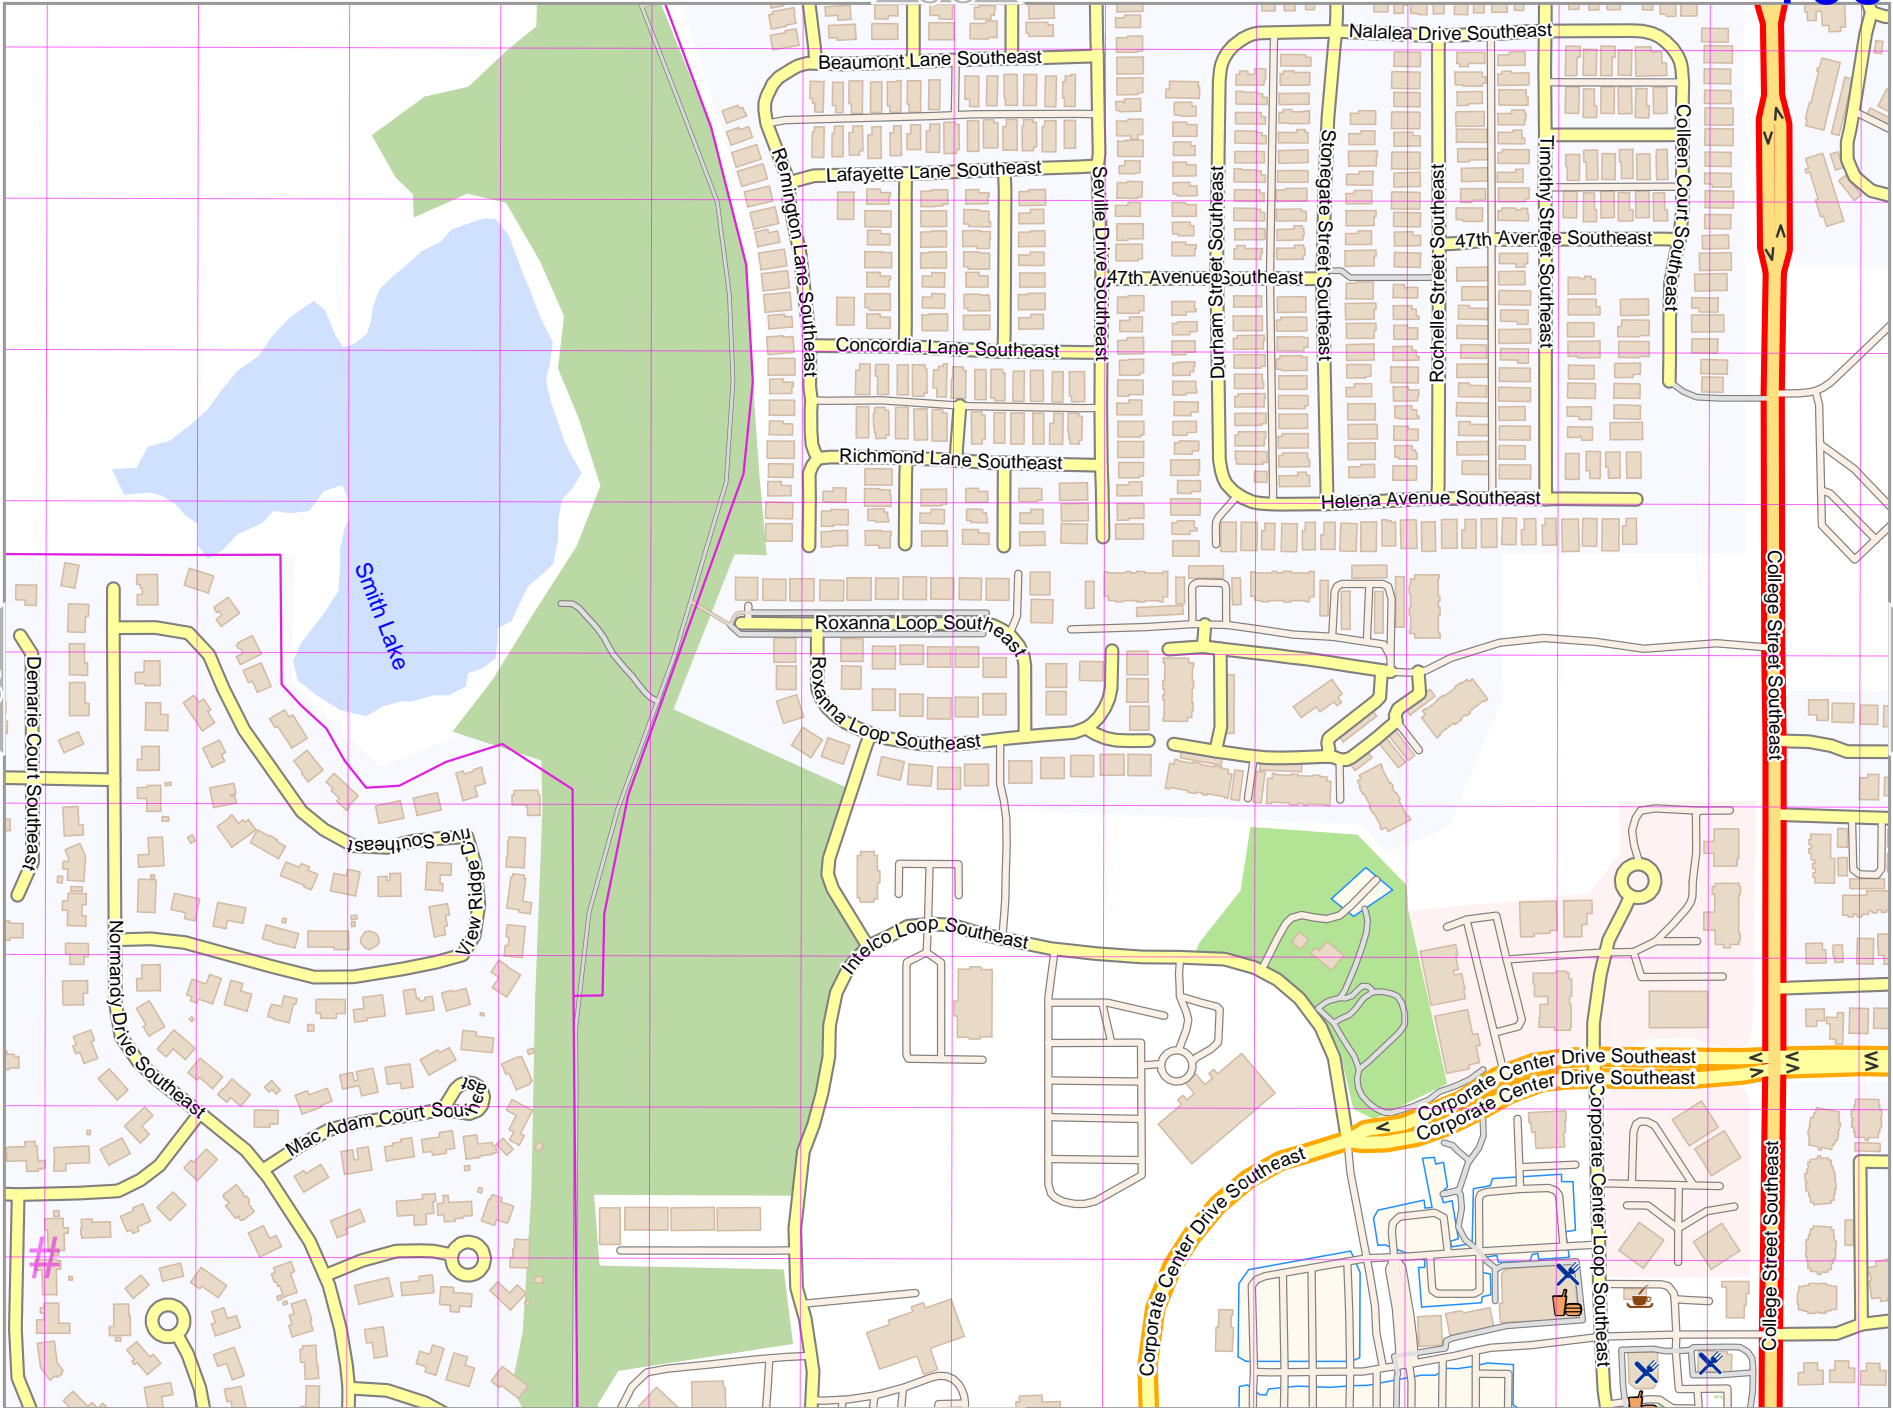 Nalalea Drive Southeast
Beaumont Lane Southeast
Lafayette Lane Southeast
Remington Lane Southeast
Seville Drive Southeast
Durham Street Southeast
Stonegate Street Southeast
Rochelle Street Southeast
Timothy Street Southeast
Colleen Court Southeast
47th Avenue Southeast
47th Avenue Southeast
Concordia Lane Southeast
Richmond Lane Southeast
Helena Avenue Southeast
College Street Southeast
Smith Lake
Roxanna Loop Southeast
Roxanna Loop Southeast
Demarie Court Southeast
View Ridge Drive Southeast
Normandy Drive Southeast
Intelco Loop Southeast
Mac Adam Court Southeast
Corporate Center Drive Southeast
Corporate Center Drive Southeast
Corporate Center Drive Southeast
Corporate Center Loop Southeast
College Street Southeast
#